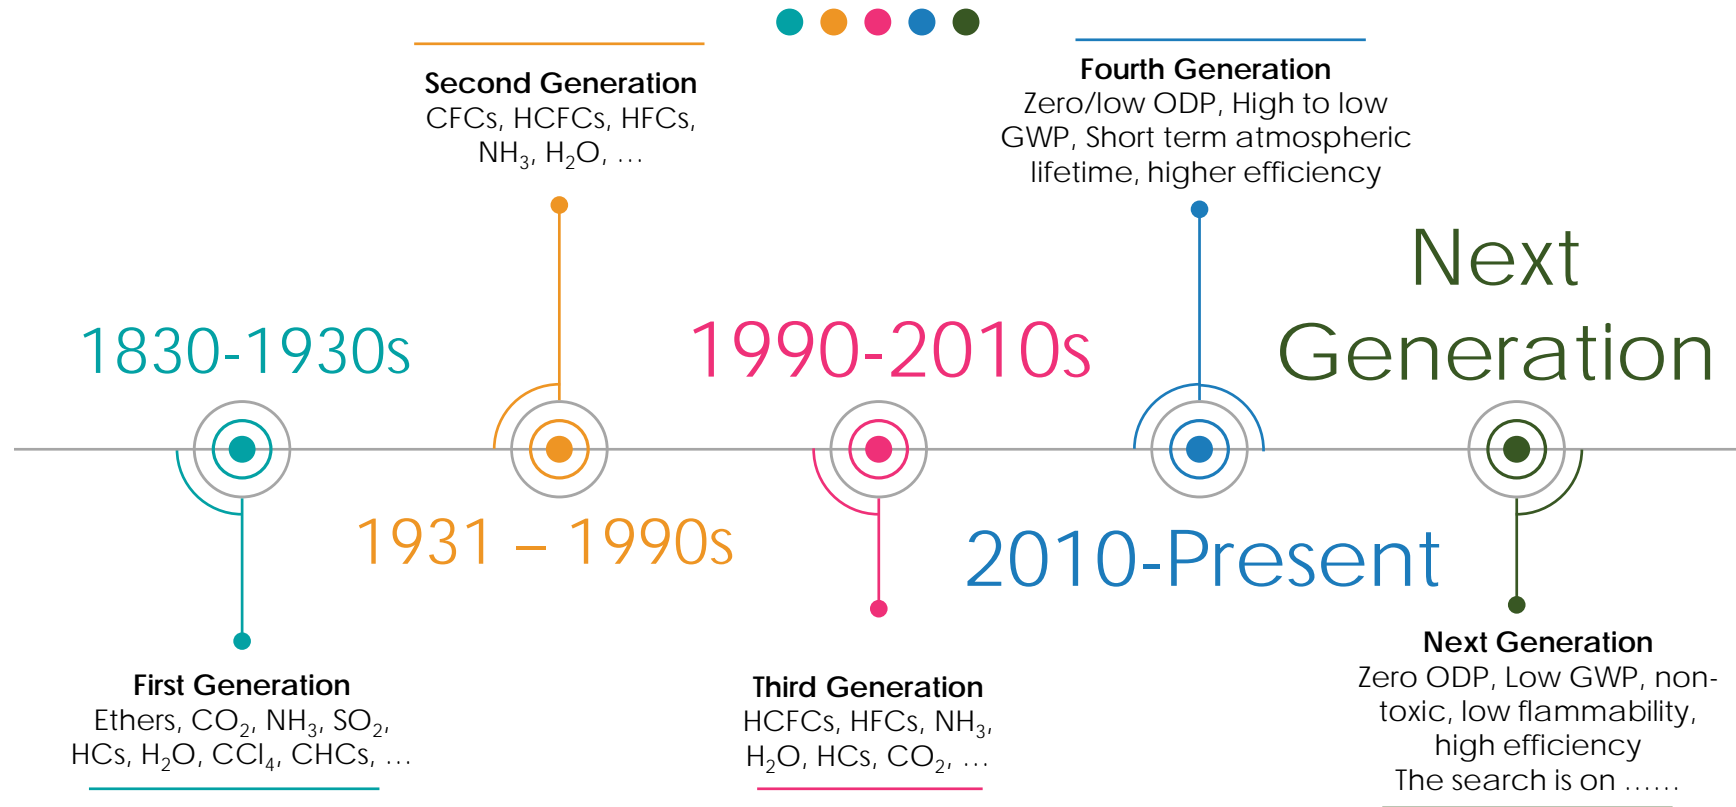 1830-1930s
First Generation
Ethers, CO₂, NH₃, SO₂,
HCs, H₂O, CCl₄, CHCs, …
Second Generation
CFCs, HCFCs, HFCs,
NH₃, H₂O, …
1931 – 1990s
1990-2010s
Third Generation
HCFCs, HFCs, NH₃,
H₂O, HCs, CO₂, …
Fourth Generation
Zero/low ODP, High to low
GWP, Short term atmospheric
lifetime, higher efficiency
2010-Present
Next
Generation
Next Generation
Zero ODP, Low GWP, non-
toxic, low flammability,
high efficiency
The search is on ……